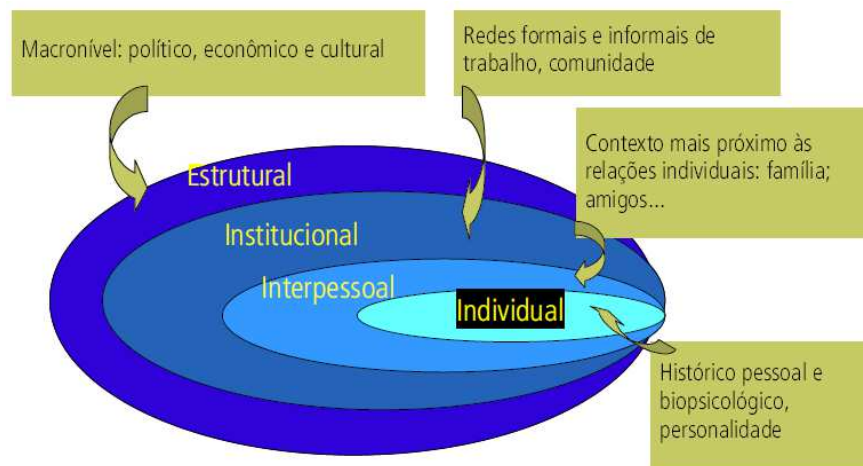 Macronível: político, econômico e cultural
Redes formais e informais de
trabalho, comunidade
Contexto mais próximo às
relações individuais: família;
amigos...
Estrutural
Institucional
Interpessoal
Individual
Histórico pessoal e
biopsicológico,
personalidade